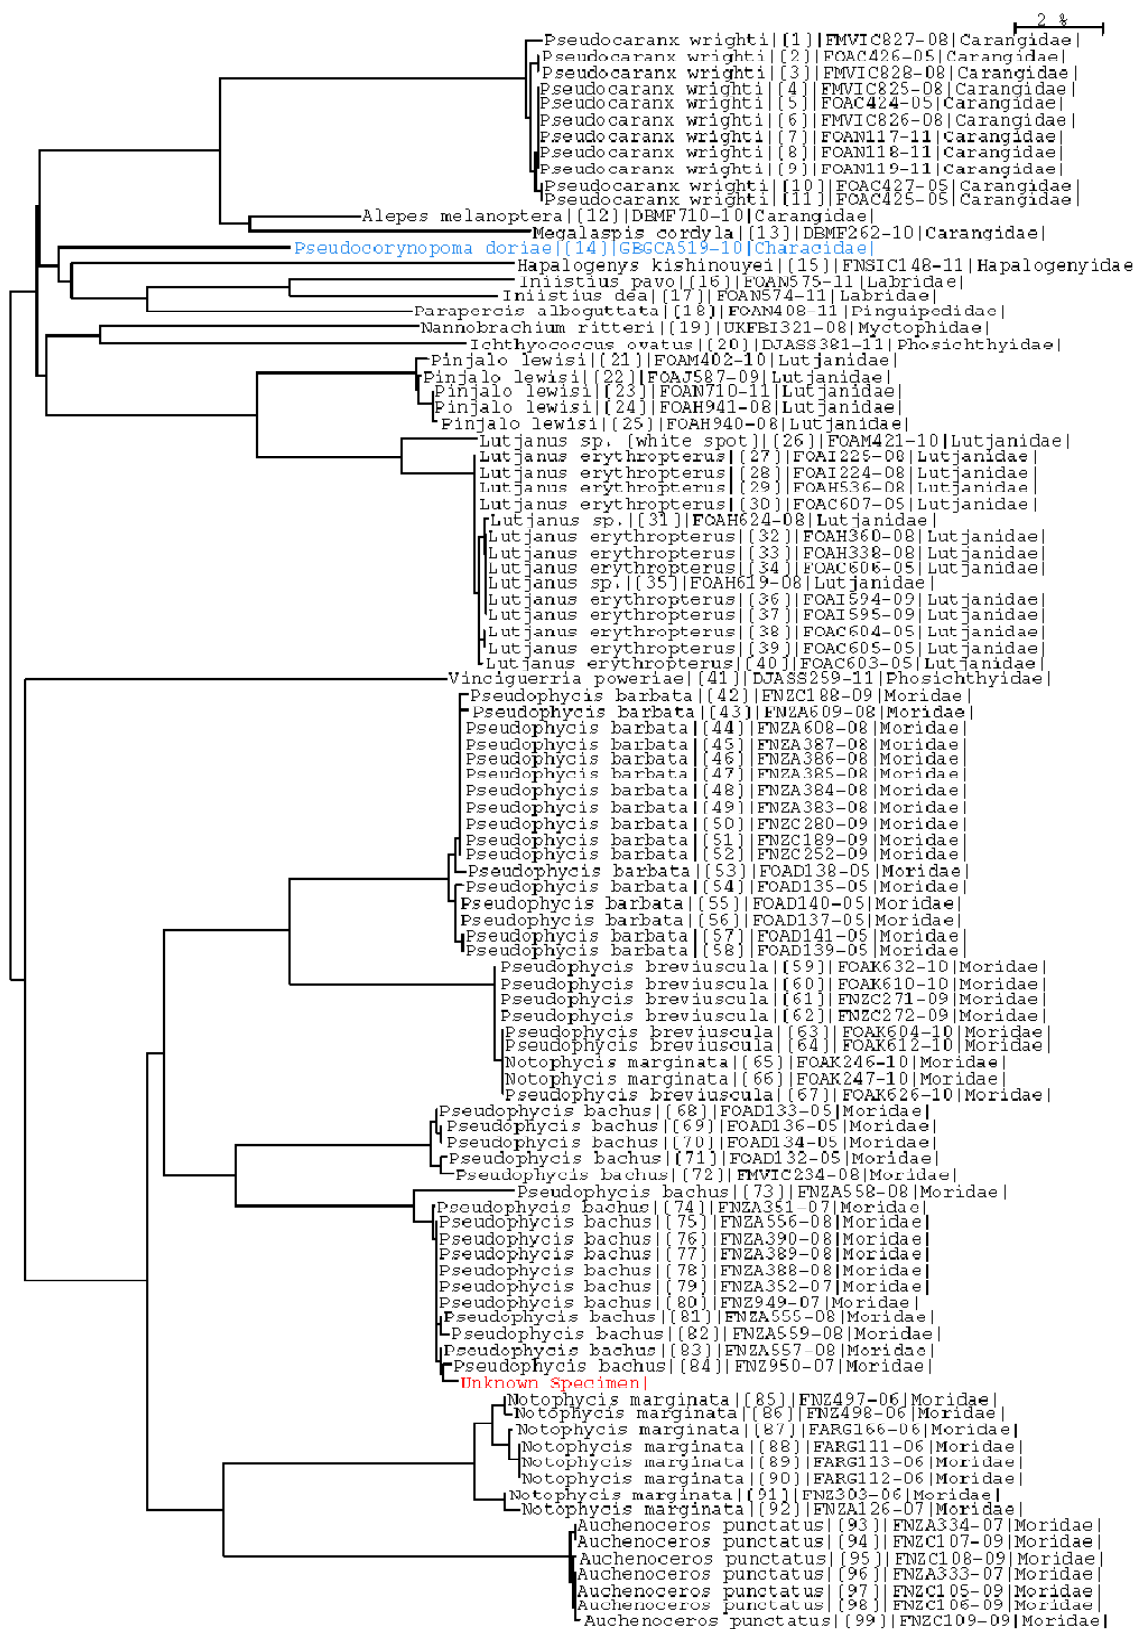 2 %
Pseudocaranx wrighti|[1]|FMVIC827-08|Carangidae|
Pseudocaranx wrighti|[2]|FOAC426-05|Carangidae|
Pseudocaranx wrighti|[3]|FMVIC828-08|Carangidae|
Pseudocaranx wrighti|[4]|FMVIC825-08|Carangidae|
Pseudocaranx wrighti|[5]|FOAC424-05|Carangidae|
Pseudocaranx wrighti|[6]|FMVIC826-08|Carangidae|
Pseudocaranx wrighti|[7]|FOAN117-11|Carangidae|
Pseudocaranx wrighti|[8]|FOAN118-11|Carangidae|
Pseudocaranx wrighti|[9]|FOAN119-11|Carangidae|
Pseudocaranx wrighti|[10]|FOAC427-05|Carangidae|
Pseudocaranx wrighti|[11]|FOAC425-05|Carangidae|
Alepes melanoptera|[12]|DBMF710-10|Carangidae|
Megalaspis cordyla|[13]|DBMF262-10|Carangidae|
Pseudocorynopoma doriae|[14]|GBGCA519-10|Characidae|
Hapalogenys kishinouyei|[15]|FNSIC148-11|Hapalogenyidae
Iniistius pavo|[16]|FOAN575-11|Labridae|
Iniistius dea|[17]|FOAN574-11|Labridae|
Parapercis alboguttata|[18]|FOAN408-11|Pinguipedidae|
Nannobrachium ritteri|[19]|UKFBI321-08|Myctophidae|
Ichthyococcus ovatus|[20]|DJASS381-11|Phosichthyidae|
Pinjalo lewisi|[21]|FOAM402-10|Lutjanidae|
Pinjalo lewisi|[22]|FOAJ587-09|Lutjanidae|
Pinjalo lewisi|[23]|FOAN710-11|Lutjanidae|
Pinjalo lewisi|[24]|FOAH941-08|Lutjanidae|
Pinjalo lewisi|[25]|FOAH940-08|Lutjanidae|
Lutjanus sp. [white spot]|[26]|FOAM421-10|Lutjanidae|
Lutjanus erythropterus|[27]|FOAI225-08|Lutjanidae|
Lutjanus erythropterus|[28]|FOAI224-08|Lutjanidae|
Lutjanus erythropterus|[29]|FOAH536-08|Lutjanidae|
Lutjanus erythropterus|[30]|FOAC607-05|Lutjanidae|
Lutjanus sp.|[31]|FOAH624-08|Lutjanidae|
Lutjanus erythropterus|[32]|FOAH360-08|Lutjanidae|
Lutjanus erythropterus|[33]|FOAH338-08|Lutjanidae|
Lutjanus erythropterus|[34]|FOAC606-05|Lutjanidae|
Lutjanus sp.|[35]|FOAH619-08|Lutjanidae|
Lutjanus erythropterus|[36]|FOAI594-09|Lutjanidae|
Lutjanus erythropterus|[37]|FOAI595-09|Lutjanidae|
Lutjanus erythropterus|[38]|FOAC604-05|Lutjanidae|
Lutjanus erythropterus|[39]|FOAC605-05|Lutjanidae|
Lutjanus erythropterus|[40]|FOAC603-05|Lutjanidae|
Vinciguerria poweriae|[41]|DJASS259-11|Phosichthyidae|
Pseudophycis barbata|[42]|FNZC188-09|Moridae|
Pseudophycis barbata|[43]|FNZA609-08|Moridae|
Pseudophycis barbata|[44]|FNZA608-08|Moridae|
Pseudophycis barbata|[45]|FNZA387-08|Moridae|
Pseudophycis barbata|[46]|FNZA386-08|Moridae|
Pseudophycis barbata|[47]|FNZA385-08|Moridae|
Pseudophycis barbata|[48]|FNZA384-08|Moridae|
Pseudophycis barbata|[49]|FNZA383-08|Moridae|
Pseudophycis barbata|[50]|FNZC280-09|Moridae|
Pseudophycis barbata|[51]|FNZC189-09|Moridae|
Pseudophycis barbata|[52]|FNZC252-09|Moridae|
Pseudophycis barbata|[53]|FOAD138-05|Moridae|
Pseudophycis barbata|[54]|FOAD135-05|Moridae|
Pseudophycis barbata|[55]|FOAD140-05|Moridae|
Pseudophycis barbata|[56]|FOAD137-05|Moridae|
Pseudophycis barbata|[57]|FOAD141-05|Moridae|
Pseudophycis barbata|[58]|FOAD139-05|Moridae|
Pseudophycis breviuscula|[59]|FOAK632-10|Moridae|
Pseudophycis breviuscula|[60]|FOAK610-10|Moridae|
Pseudophycis breviuscula|[61]|FNZC271-09|Moridae|
Pseudophycis breviuscula|[62]|FNZC272-09|Moridae|
Pseudophycis breviuscula|[63]|FOAK604-10|Moridae|
Pseudophycis breviuscula|[64]|FOAK612-10|Moridae|
Notophycis marginata|[65]|FOAK246-10|Moridae|
Notophycis marginata|[66]|FOAK247-10|Moridae|
Pseudophycis breviuscula|[67]|FOAK626-10|Moridae|
Pseudophycis bachus|[68]|FOAD133-05|Moridae|
Pseudophycis bachus|[69]|FOAD136-05|Moridae|
Pseudophycis bachus|[70]|FOAD134-05|Moridae|
Pseudophycis bachus|[71]|FOAD132-05|Moridae|
Pseudophycis bachus|[72]|FMVIC234-08|Moridae|
Pseudophycis bachus|[73]|FNZA558-08|Moridae|
Pseudophycis bachus|[74]|FNZA351-07|Moridae|
Pseudophycis bachus|[75]|FNZA556-08|Moridae|
Pseudophycis bachus|[76]|FNZA390-08|Moridae|
Pseudophycis bachus|[77]|FNZA389-08|Moridae|
Pseudophycis bachus|[78]|FNZA388-08|Moridae|
Pseudophycis bachus|[79]|FNZA352-07|Moridae|
Pseudophycis bachus|[80]|FNZ949-07|Moridae|
Pseudophycis bachus|[81]|FNZA555-08|Moridae|
Pseudophycis bachus|[82]|FNZA559-08|Moridae|
Pseudophycis bachus|[83]|FNZA557-08|Moridae|
Pseudophycis bachus|[84]|FNZ950-07|Moridae|
Unknown Specimen|
Notophycis marginata|[85]|FNZ497-06|Moridae|
Notophycis marginata|[86]|FNZ498-06|Moridae|
Notophycis marginata|[87]|FARG166-06|Moridae|
Notophycis marginata|[88]|FARG111-06|Moridae|
Notophycis marginata|[89]|FARG113-06|Moridae|
Notophycis marginata|[90]|FARG112-06|Moridae|
Notophycis marginata|[91]|FNZ303-06|Moridae|
Notophycis marginata|[92]|FNZA126-07|Moridae|
Auchenoceros punctatus|[93]|FNZA334-07|Moridae|
Auchenoceros punctatus|[94]|FNZC107-09|Moridae|
Auchenoceros punctatus|[95]|FNZC108-09|Moridae|
Auchenoceros punctatus|[96]|FNZA333-07|Moridae|
Auchenoceros punctatus|[97]|FNZC105-09|Moridae|
Auchenoceros punctatus|[98]|FNZC106-09|Moridae|
Auchenoceros punctatus|[99]|FNZC109-09|Moridae|